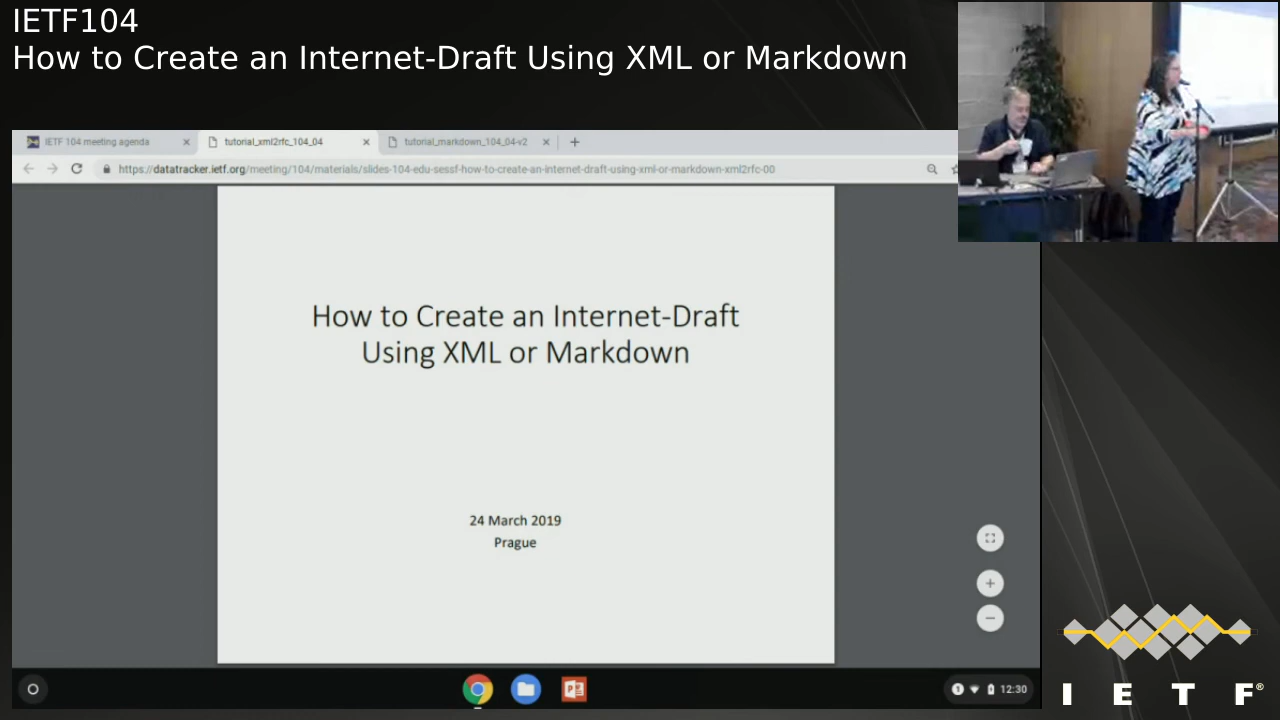 IETF104
How to Create an Internet-Draft Using XML or Markdown
IETF 104 meeting agenda
tutorial_xml2rfc_104_04
tutorial_markdown_104_04-v2
https://datatracker.ietf.org/meeting/104/materials/slides-104-edu-sessf-how-to-create-an-internet-draft-using-xml-or-markdown-xml2rfc-00
How to Create an Internet-Draft
Using XML or Markdown
24 March 2019
Prague
12:30
I E T F®